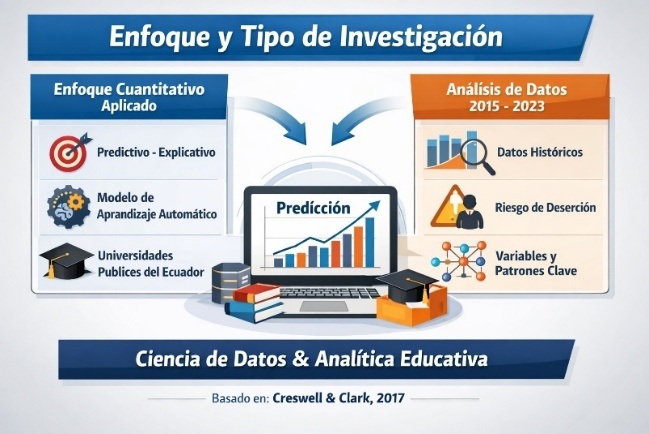 Enfoque y Tipo de Investigación
Enfoque Cuantitativo
Aplicado
Predictivo - Explicativo
Modelo de
Aprendizaje Automático
Universidades
Publices del Ecuador
Análisis de Datos
2015 - 2023
Datos Históricos
Riesgo de Deserción
Variables y
Patrones Clave
Predícción
Ciencia de Datos & Analítica Educativa
Basado en: Creswell & Clark, 2017